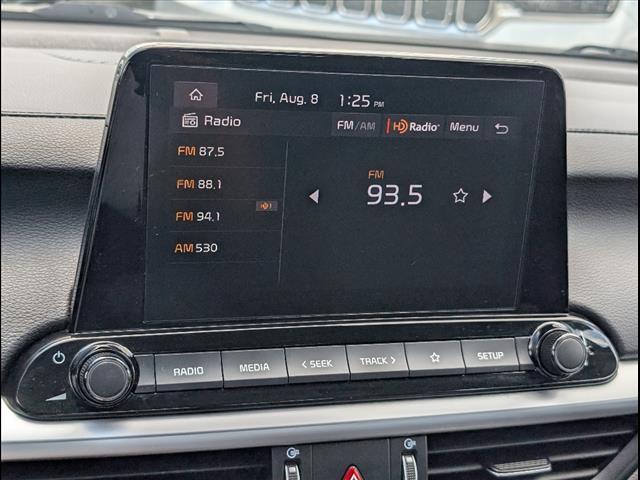 Fri, Aug. 8 1:25 PM
Radio FM/AM HD Radio Menu
FM 87.5
FM 88.1
FM 94.1 HD1
AM 530
FM
93.5
RADIO MEDIA < SEEK TRACK > SETUP